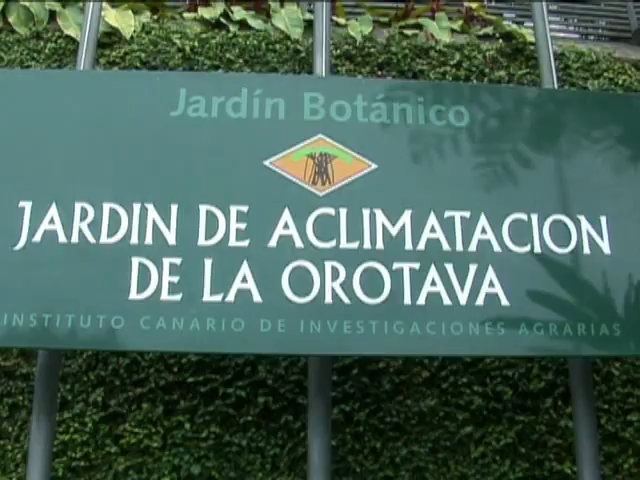 Jardín Botánico
JARDIN DE ACLIMATACION
DE LA OROTAVA
INSTITUTO CANARIO DE INVESTIGACIONES AGRARIAS